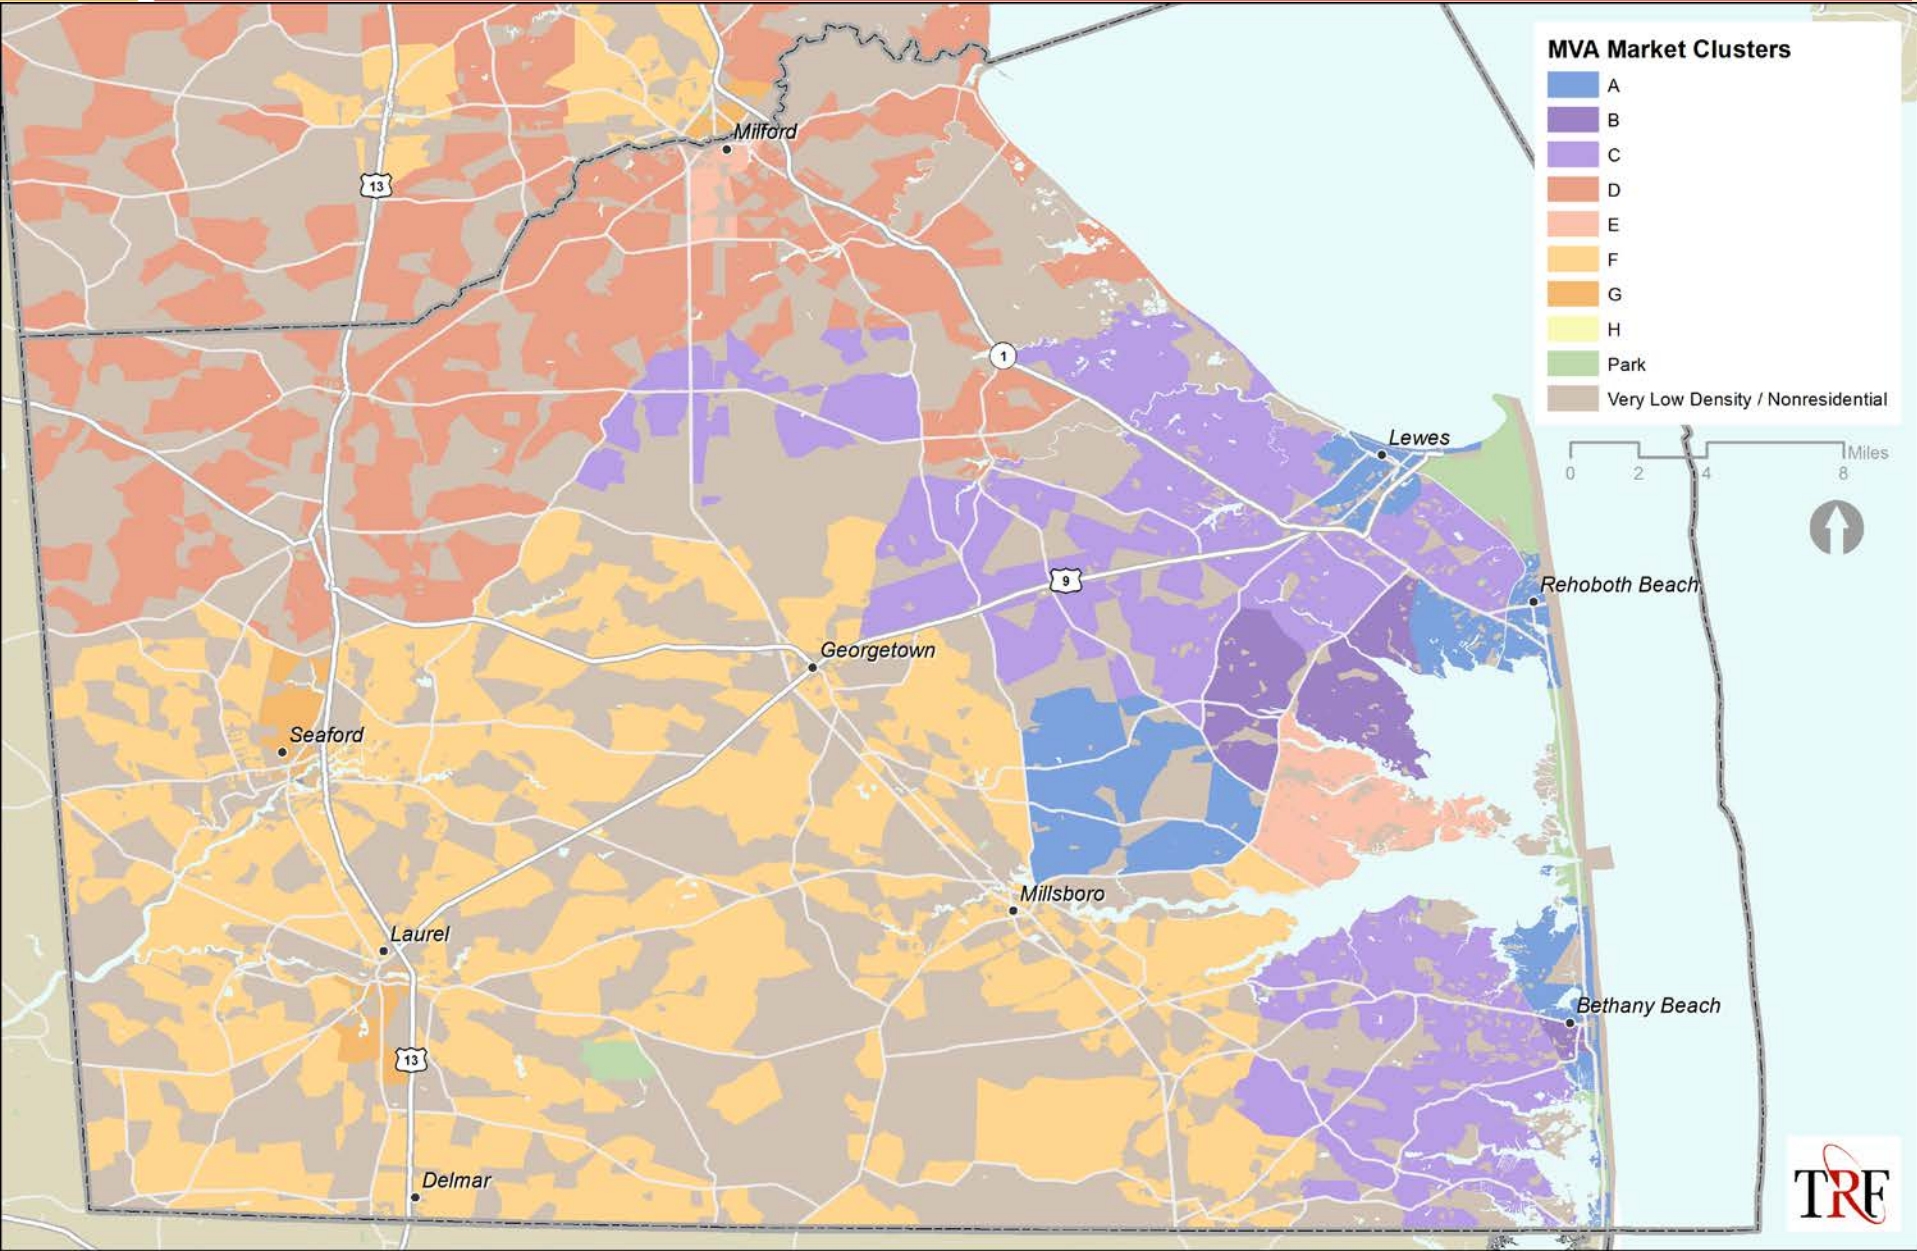 MVA Market Clusters
A
B
C
D
E
F
G
H
Park
Very Low Density / Nonresidential
Miles
0 2 4 8
Milford
13
1
Lewes
Rehoboth Beach
9
Georgetown
Seaford
Millsboro
Laurel
Bethany Beach
13
Delmar
TRF